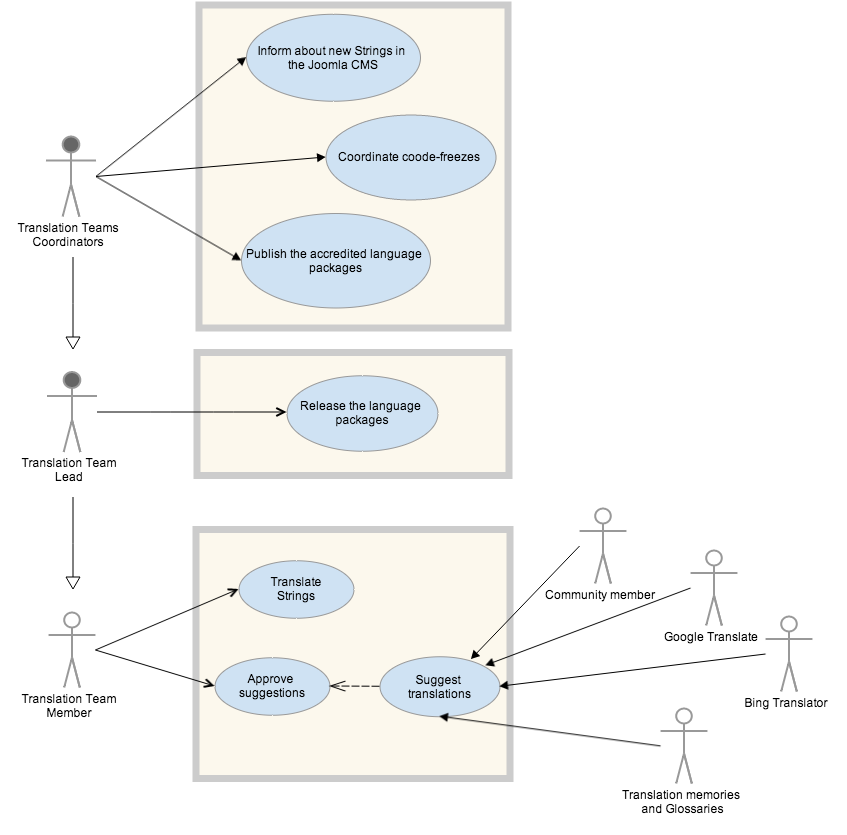 Inform about new Strings in
the Joomla CMS
Coordinate coode-freezes
Translation Teams
Coordinators
Publish the accredited language
packages
Release the language
packages
Translation Team
Lead
Community member
Translate
Strings
Google Translate
Approve
suggestions
Suggest
translations
Translation Team
Member
Bing Translator
Translation memories
and Glossaries